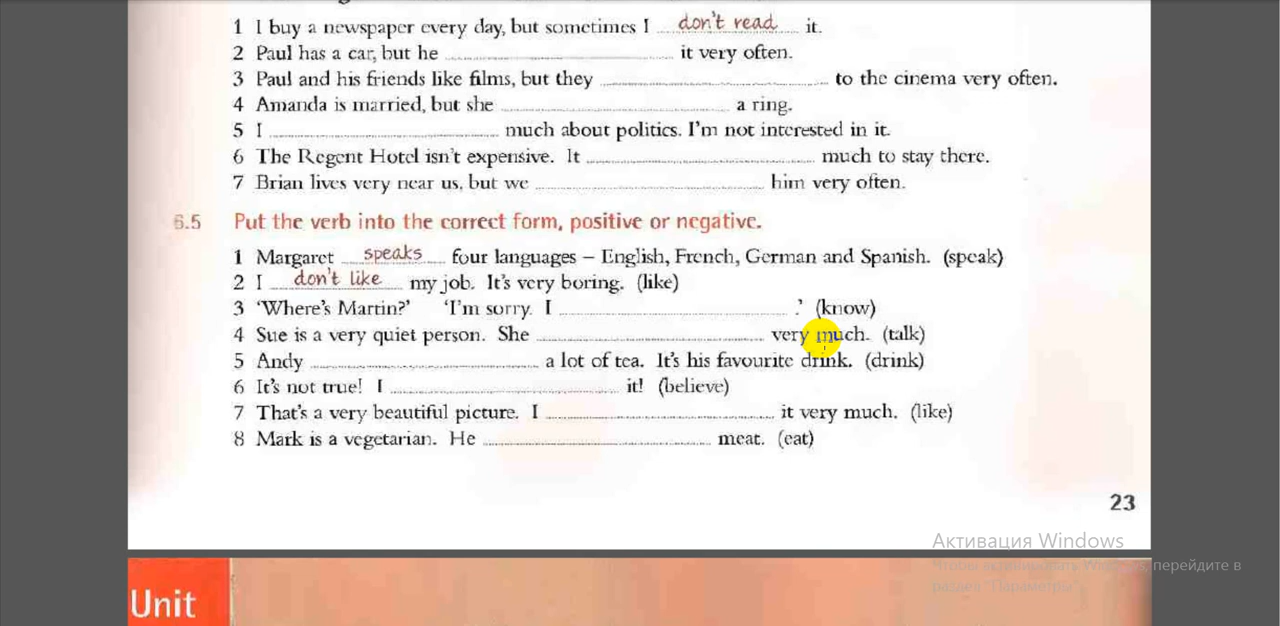 1 I buy a newspaper every day, but sometimes I don't read it.
2 Paul has a car, but he .................... it very often.
3 Paul and his friends like films, but they .................... to the cinema very often.
4 Amanda is married, but she .................... a ring.
5 I .................... much about politics. I'm not interested in it.
6 The Regent Hotel isn't expensive. It .................... much to stay there.
7 Brian lives very near us, but we .................... him very often.
6.5 Put the verb into the correct form, positive or negative.
1 Margaret speaks four languages – English, French, German and Spanish. (speak)
2 I don't like my job. It's very boring. (like)
3 'Where's Martin?' 'I'm sorry. I .................... .' (know)
4 Sue is a very quiet person. She .................... very much. (talk)
5 Andy .................... a lot of tea. It's his favourite drink. (drink)
6 It's not true! I .................... it! (believe)
7 That's a very beautiful picture. I .................... it very much. (like)
8 Mark is a vegetarian. He .................... meat. (eat)
23
Активация Windows
Чтобы активировать Windows, перейдите в
раздел "Параметры".
Unit